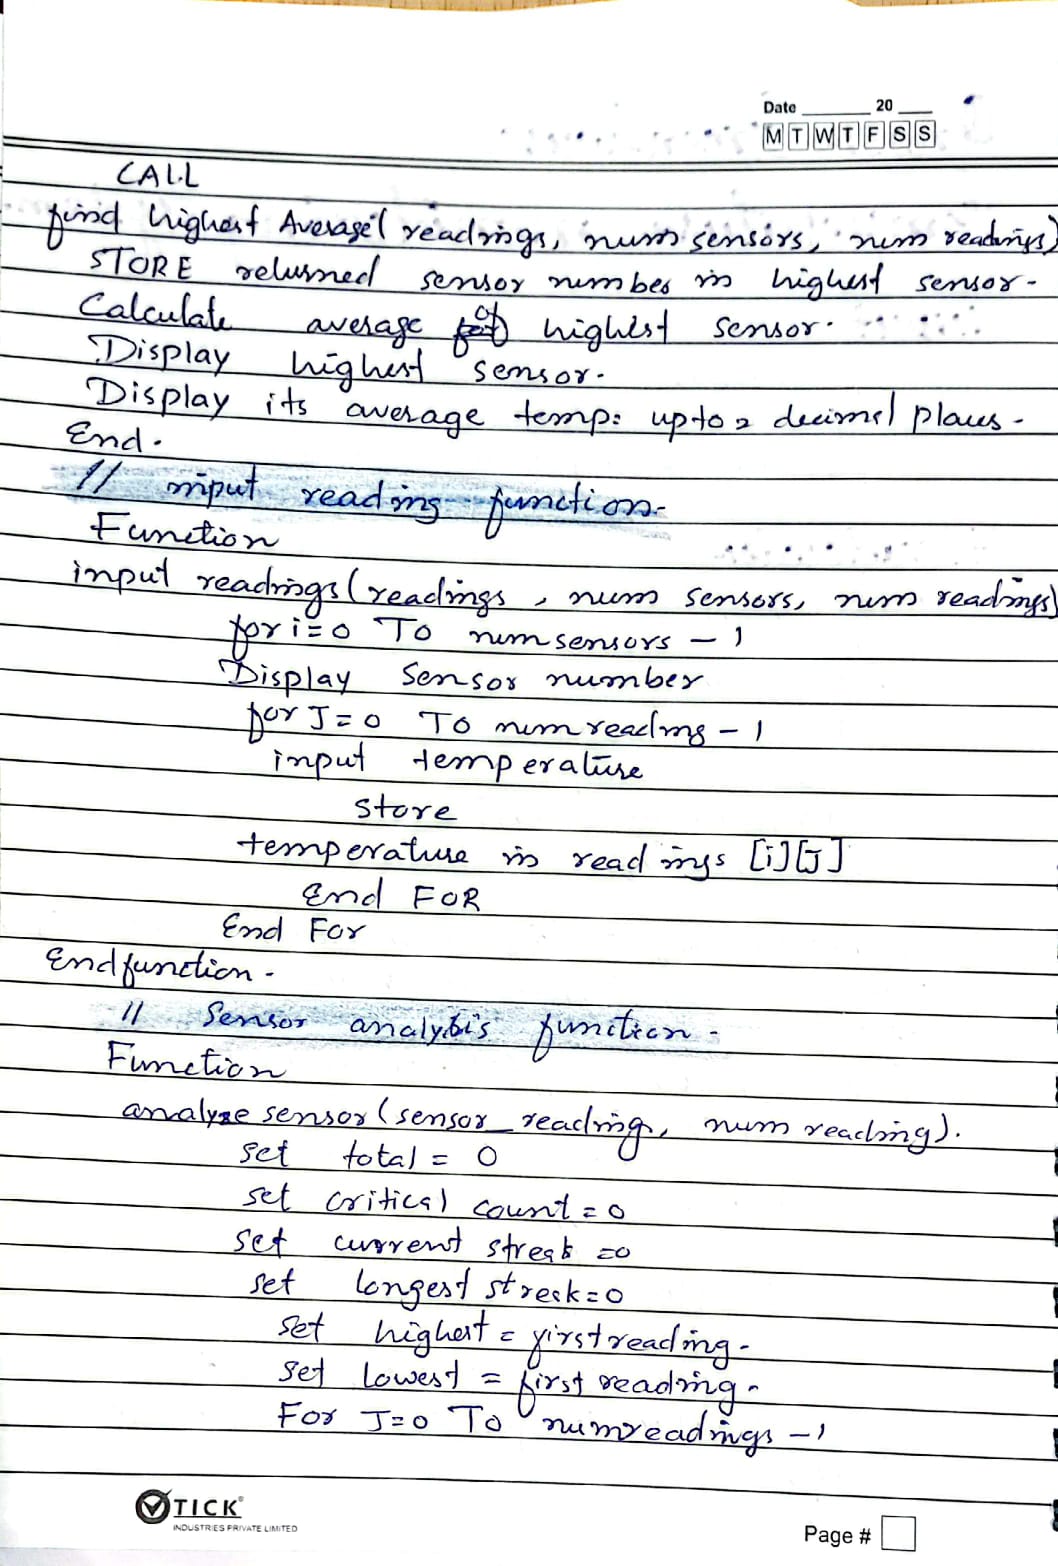 Date ______ 20 ___
M T W T F S S
CALL
find highest Average( readings, num sensors, num readings)
STORE returned sensor number in highest sensor-
Calculate average of highest sensor.
Display highest sensor.
Display its average temp: upto 2 decimal places -
End.
// input reading function-
Function
input readings(readings , num sensors, num readings)
for i=0 To numsensors - 1
Display Sensor number
for J=0 To numreading - 1
input temperature
store
temperature in readings [i][J]
End FOR
End For
Endfunction -
// Sensor analysis function -
Function
analyze sensor(sensor_reading, num reading).
set total = 0
set critical count = 0
set current streak =0
set longest streak=0
set highest = first reading -
set lowest = first reading -
For J=0 To numreadings -1
TICK
INDUSTRIES PRIVATE LIMITED
Page #